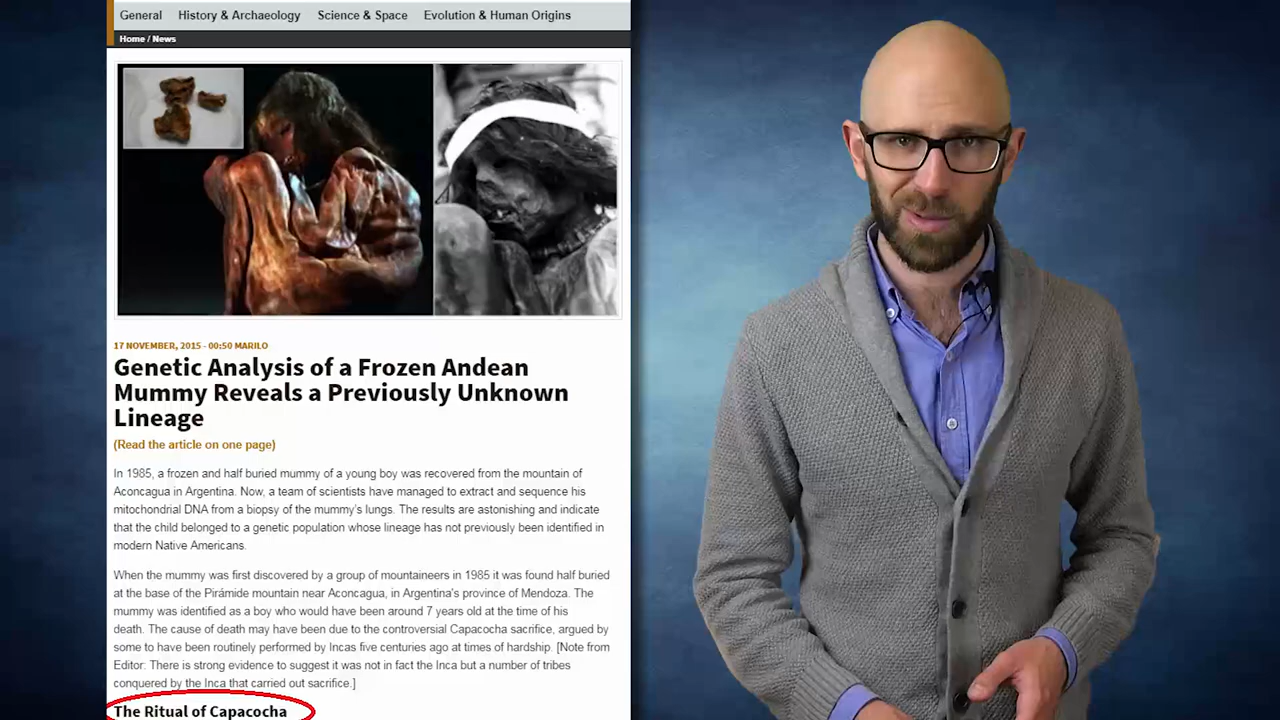 General History & Archaeology Science & Space Evolution & Human Origins
Home / News
17 NOVEMBER, 2015 - 00:50 MARILO
Genetic Analysis of a Frozen Andean
Mummy Reveals a Previously Unknown
Lineage
(Read the article on one page)
In 1985, a frozen and half buried mummy of a young boy was recovered from the mountain of
Aconcagua in Argentina. Now, a team of scientists have managed to extract and sequence his
mitochondrial DNA from a biopsy of the mummy's lungs. The results are astonishing and indicate
that the child belonged to a genetic population whose lineage has not previously been identified in
modern Native Americans.
When the mummy was first discovered by a group of mountaineers in 1985 it was found half buried
at the base of the Pirámide mountain near Aconcagua, in Argentina's province of Mendoza. The
mummy was identified as a boy who would have been around 7 years old at the time of his
death. The cause of death may have been due to the controversial Capacocha sacrifice, argued by
some to have been routinely performed by Incas five centuries ago at times of hardship. [Note from
Editor: There is strong evidence to suggest it was not in fact the Inca but a number of tribes
conquered by the Inca that carried out sacrifice.]
The Ritual of Capacocha